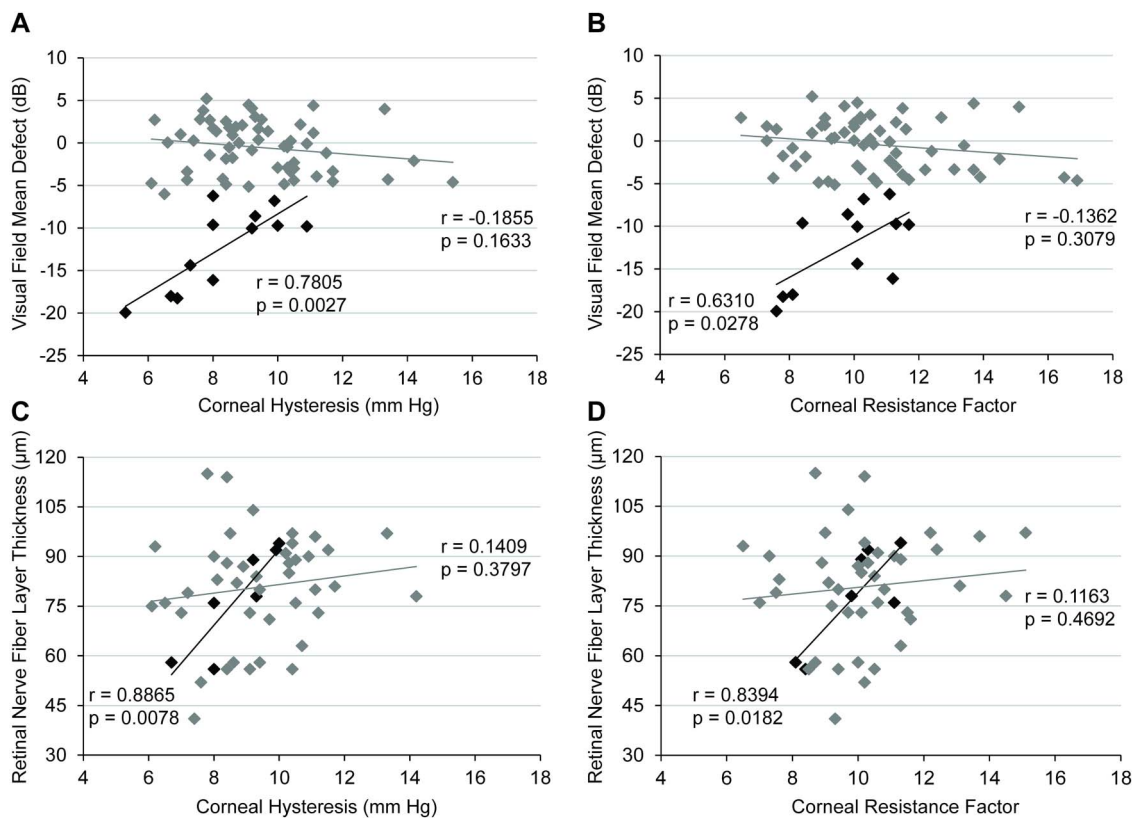 A
Visual Field Mean Defect (dB)
10
5
0
-5
-10
-15
-20
-25
r = -0.1855
p = 0.1633
r = 0.7805
p = 0.0027
4 6 8 10 12 14 16 18
Corneal Hysteresis (mm Hg)
B
Visual Field Mean Defect (dB)
10
5
0
-5
-10
-15
-20
-25
r = -0.1362
p = 0.3079
r = 0.6310
p = 0.0278
4 6 8 10 12 14 16 18
Corneal Resistance Factor
C
Retinal Nerve Fiber Layer Thickness (µm)
120
105
90
75
60
45
30
r = 0.1409
p = 0.3797
r = 0.8865
p = 0.0078
4 6 8 10 12 14 16 18
Corneal Hysteresis (mm Hg)
D
Retinal Nerve Fiber Layer Thickness (µm)
120
105
90
75
60
45
30
r = 0.1163
p = 0.4692
r = 0.8394
p = 0.0182
4 6 8 10 12 14 16 18
Corneal Resistance Factor